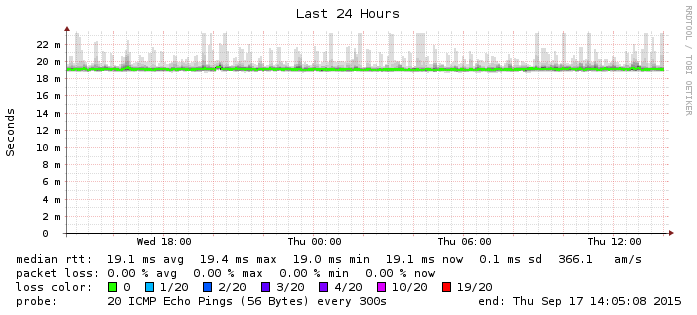 Last 24 Hours
RRDTOOL / TOBI OETIKER
Seconds
22 m
20 m
18 m
16 m
14 m
12 m
10 m
8 m
6 m
4 m
2 m
0
Wed 18:00 Thu 00:00 Thu 06:00 Thu 12:00
median rtt: 19.1 ms avg 19.4 ms max 19.0 ms min 19.1 ms now 0.1 ms sd 366.1 am/s
packet loss: 0.00 % avg 0.00 % max 0.00 % min 0.00 % now
loss color: 0 1/20 2/20 3/20 4/20 10/20 19/20
probe: 20 ICMP Echo Pings (56 Bytes) every 300s end: Thu Sep 17 14:05:08 2015